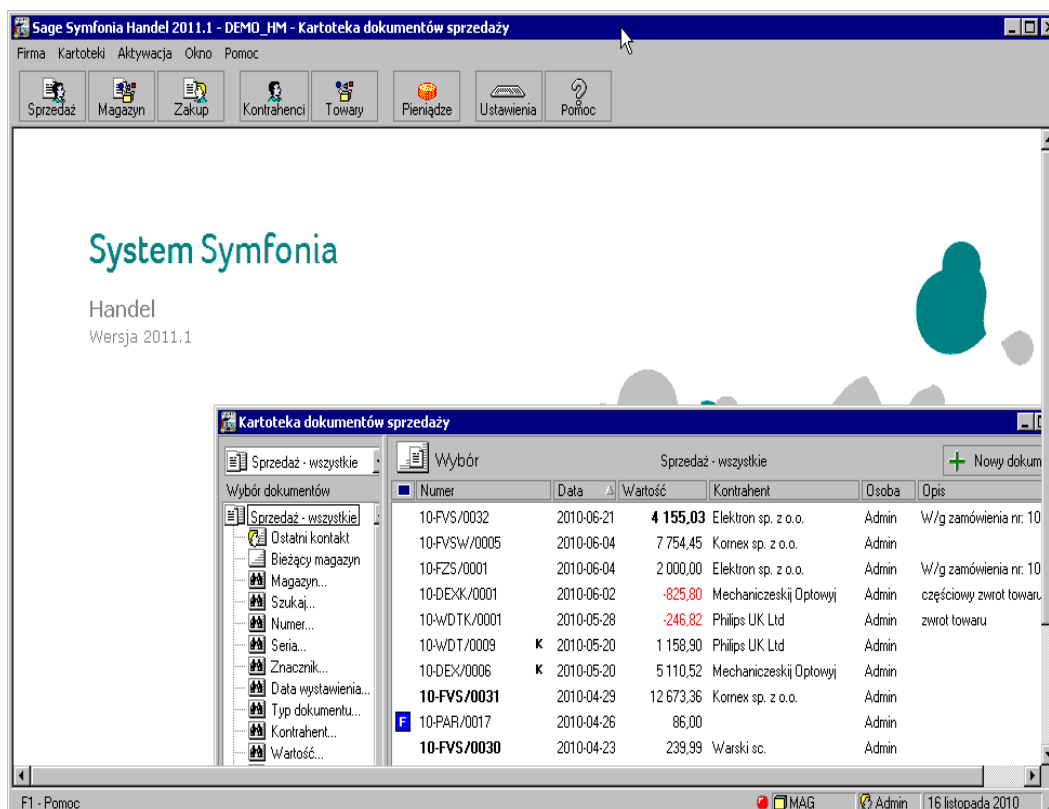 Sage Symfonia Handel 2011.1 - DEMO_HM - Kartoteka dokumentów sprzedaży
Firma Kartoteki Aktywacja Okno Pomoc
Sprzedaż Magazyn Zakup Kontrahenci Towary Pieniądze Ustawienia Pomoc
System Symfonia
Handel
Wersja 2011.1
Kartoteka dokumentów sprzedaży
Sprzedaż - wszystkie Wybór Sprzedaż - wszystkie Nowy dokum
Wybór dokumentów Numer Data Wartość Kontrahent Osoba Opis
Sprzedaż - wszystkie 10-FVS/0032 2010-06-21 4 155,03 Elektron sp. z o.o. Admin W/g zamówienia nr: 10
Ostatni kontakt 10-FVSW/0005 2010-06-04 7 754,45 Kornex sp. z o.o. Admin
Bieżący magazyn 10-FZS/0001 2010-06-04 2 000,00 Elektron sp. z o.o. Admin W/g zamówienia nr: 10
Magazyn... 10-DEXK/0001 2010-06-02 -825,80 Mechaniczeskij Optowyj Admin częściowy zwrot towaru
Szukaj...
Numer... 10-WDTK/0001 2010-05-28 -246,82 Philips UK Ltd Admin zwrot towaru
Seria... 10-WDT/0009 K 2010-05-20 1 158,90 Philips UK Ltd Admin
Znacznik... 10-DEX/0006 K 2010-05-20 5 110,52 Mechaniczeskij Optowyj Admin
Data wystawienia... 10-FVS/0031 2010-04-29 12 673,36 Kornex sp. z o.o. Admin
Typ dokumentu... F 10-PAR/0017 2010-04-26 86,00 Admin
Kontrahent...
Wartość... 10-FVS/0030 2010-04-23 239,99 Warski sc. Admin
F1 - Pomoc MAG Admin 16 listopada 2010